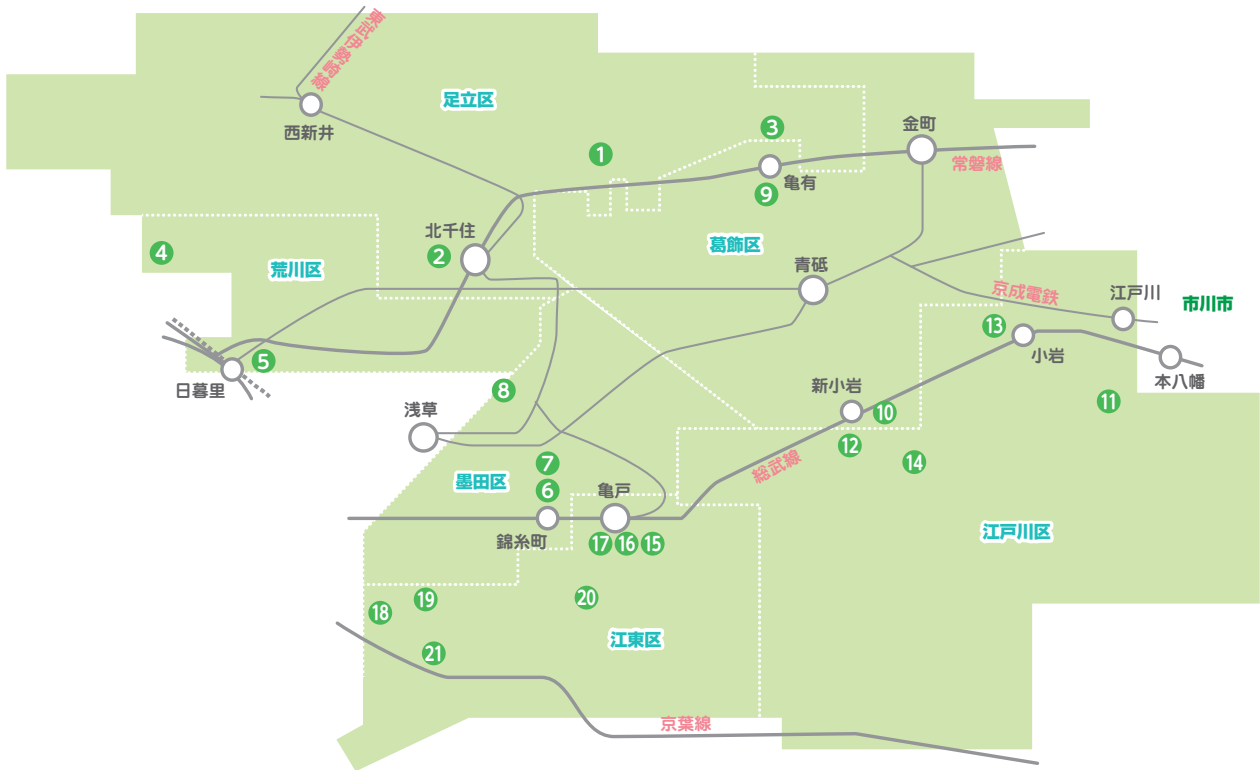 東武伊勢崎線
足立区
西新井
1
3
金町
常磐線
亀有
9
北千住
2
葛飾区
4
荒川区
青砥
京成電鉄
江戸川
市川市
13
小岩
本八幡
5
日暮里
8
新小岩
10
11
浅草
12
14
総武線
7
墨田区
6
亀戸
錦糸町
17
16
15
江戸川区
20
19
18
江東区
21
京葉線